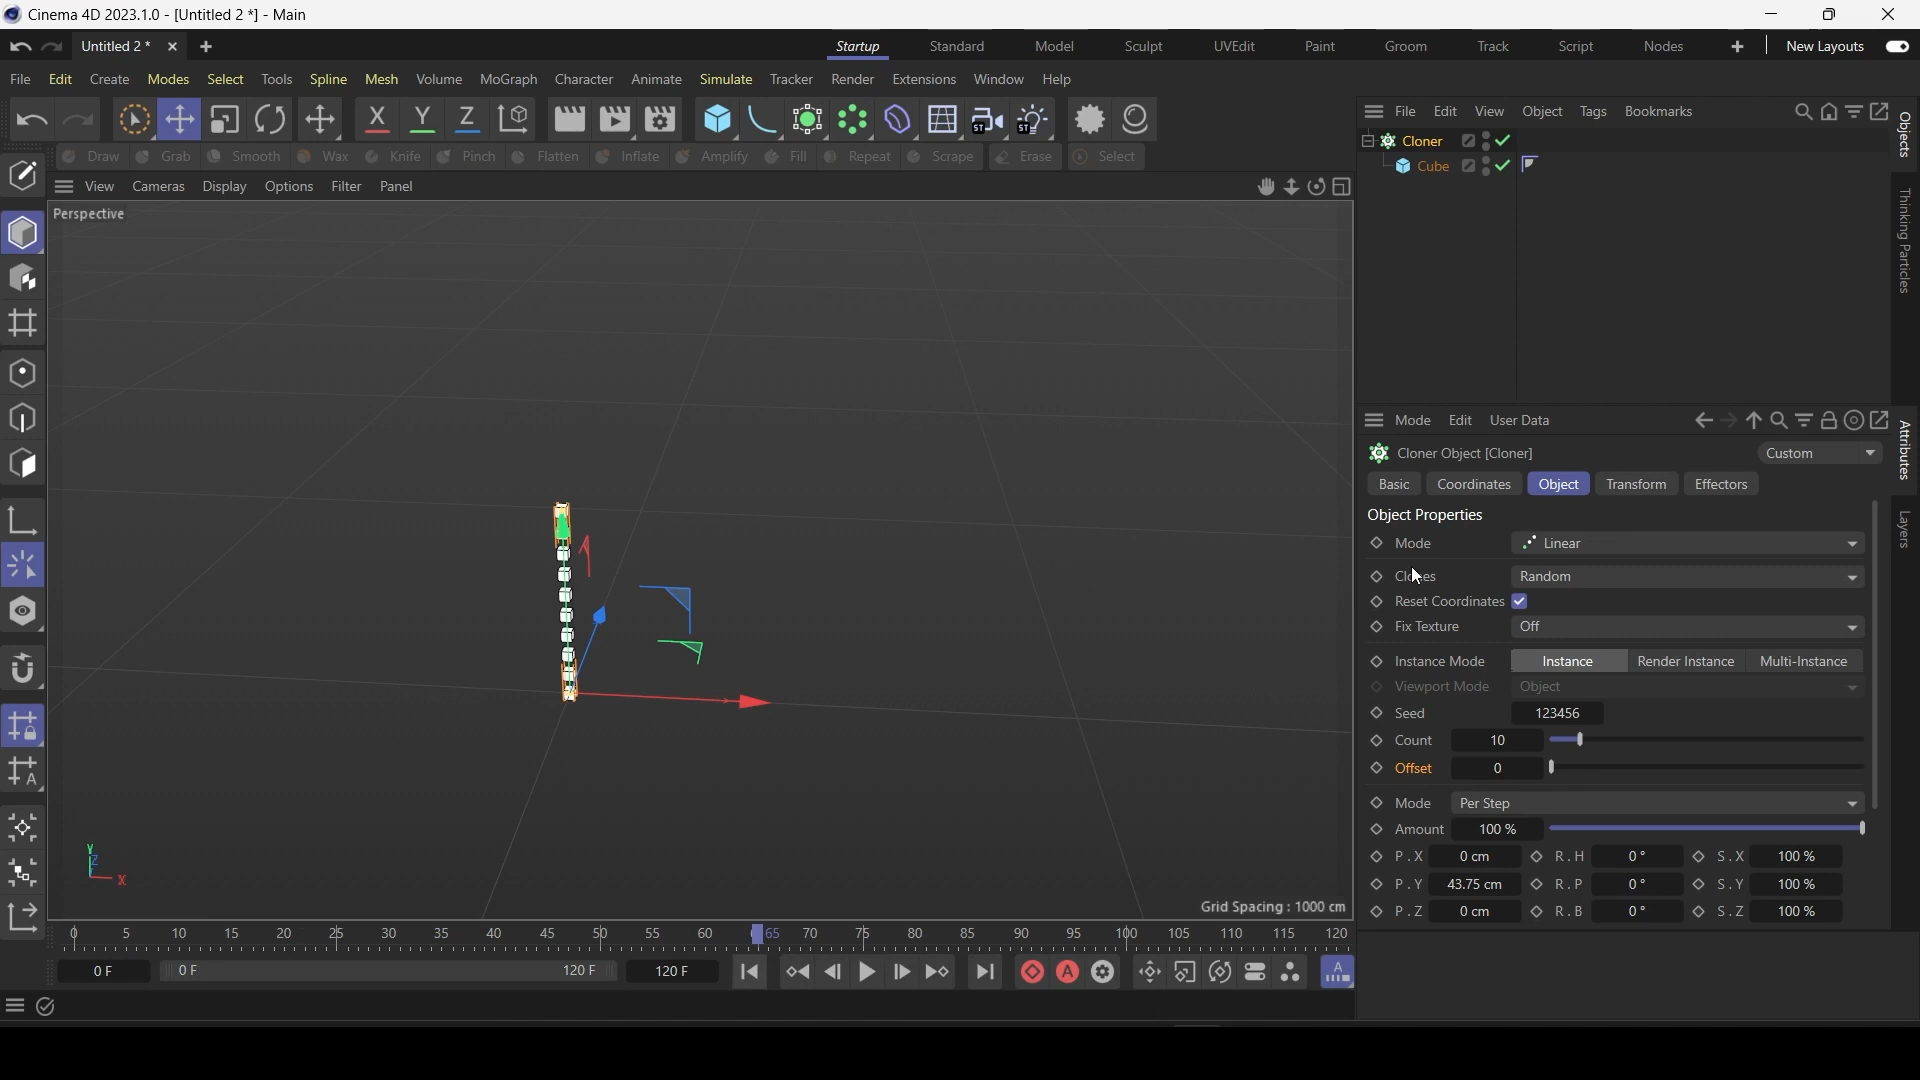 Cinema 4D 2023.1.0 - [Untitled 2 *] - Main
Untitled 2 *
Startup Standard Model Sculpt UVEdit Paint Groom Track Script Nodes New Layouts
File Edit Create Modes Select Tools Spline Mesh Volume MoGraph Character Animate Simulate Tracker Render Extensions Window Help
X Y Z ST ST
Draw Grab Smooth Wax Knife Pinch Flatten Inflate Amplify Fill Repeat Scrape Erase Select
View Cameras Display Options Filter Panel
Perspective
Y
Z
X
Grid Spacing : 1000 cm
0 5 10 15 20 25 30 35 40 45 50 55 60 65 70 75 80 85 90 95 100 105 110 115 120
0 F 0 F 120 F 120 F
A
A
A
File Edit View Object Tags Bookmarks
Cloner
Cube
Objects
Thinking Particles
Mode Edit User Data
Attributes
Layers
Cloner Object [Cloner] Custom
Basic Coordinates Object Transform Effectors
Object Properties
Mode Linear
Clones Random
Reset Coordinates
Fix Texture Off
Instance Mode Instance Render Instance Multi-Instance
Viewport Mode Object
Seed 123456
Count 10
Offset 0
Mode Per Step
Amount 100 %
P . X 0 cm R . H 0 ° S . X 100 %
P . Y 43.75 cm R . P 0 ° S . Y 100 %
P . Z 0 cm R . B 0 ° S . Z 100 %